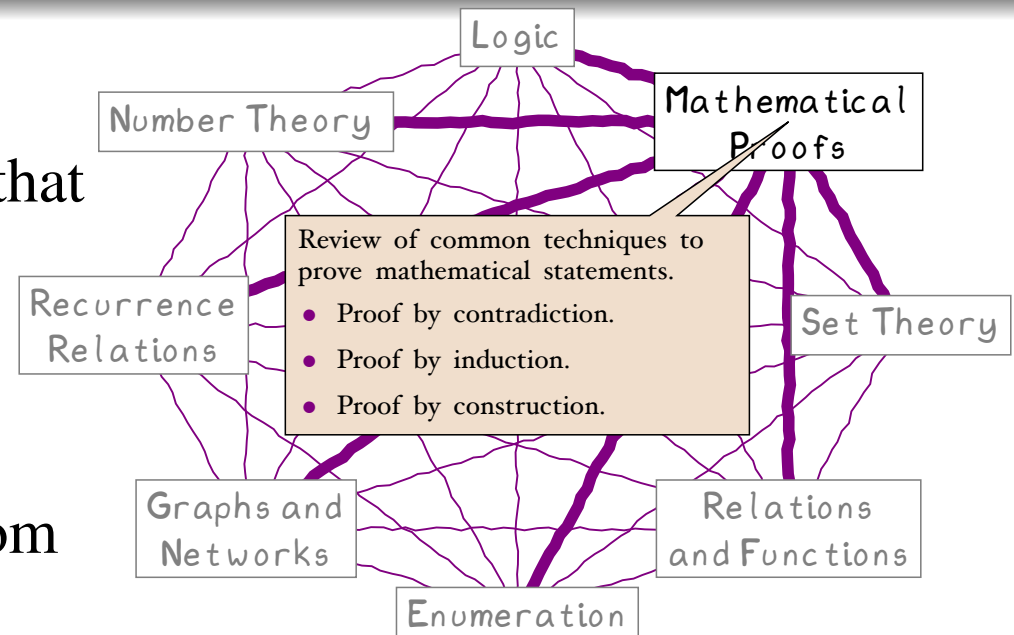 Logic
Mathematical
Proofs
Number Theory
that
Review of common techniques to
prove mathematical statements.
• Proof by contradiction.
• Proof by induction.
• Proof by construction.
Recurrence
Relations
Set Theory
Graphs and
Networks
Relations
and Functions
om
Enumeration